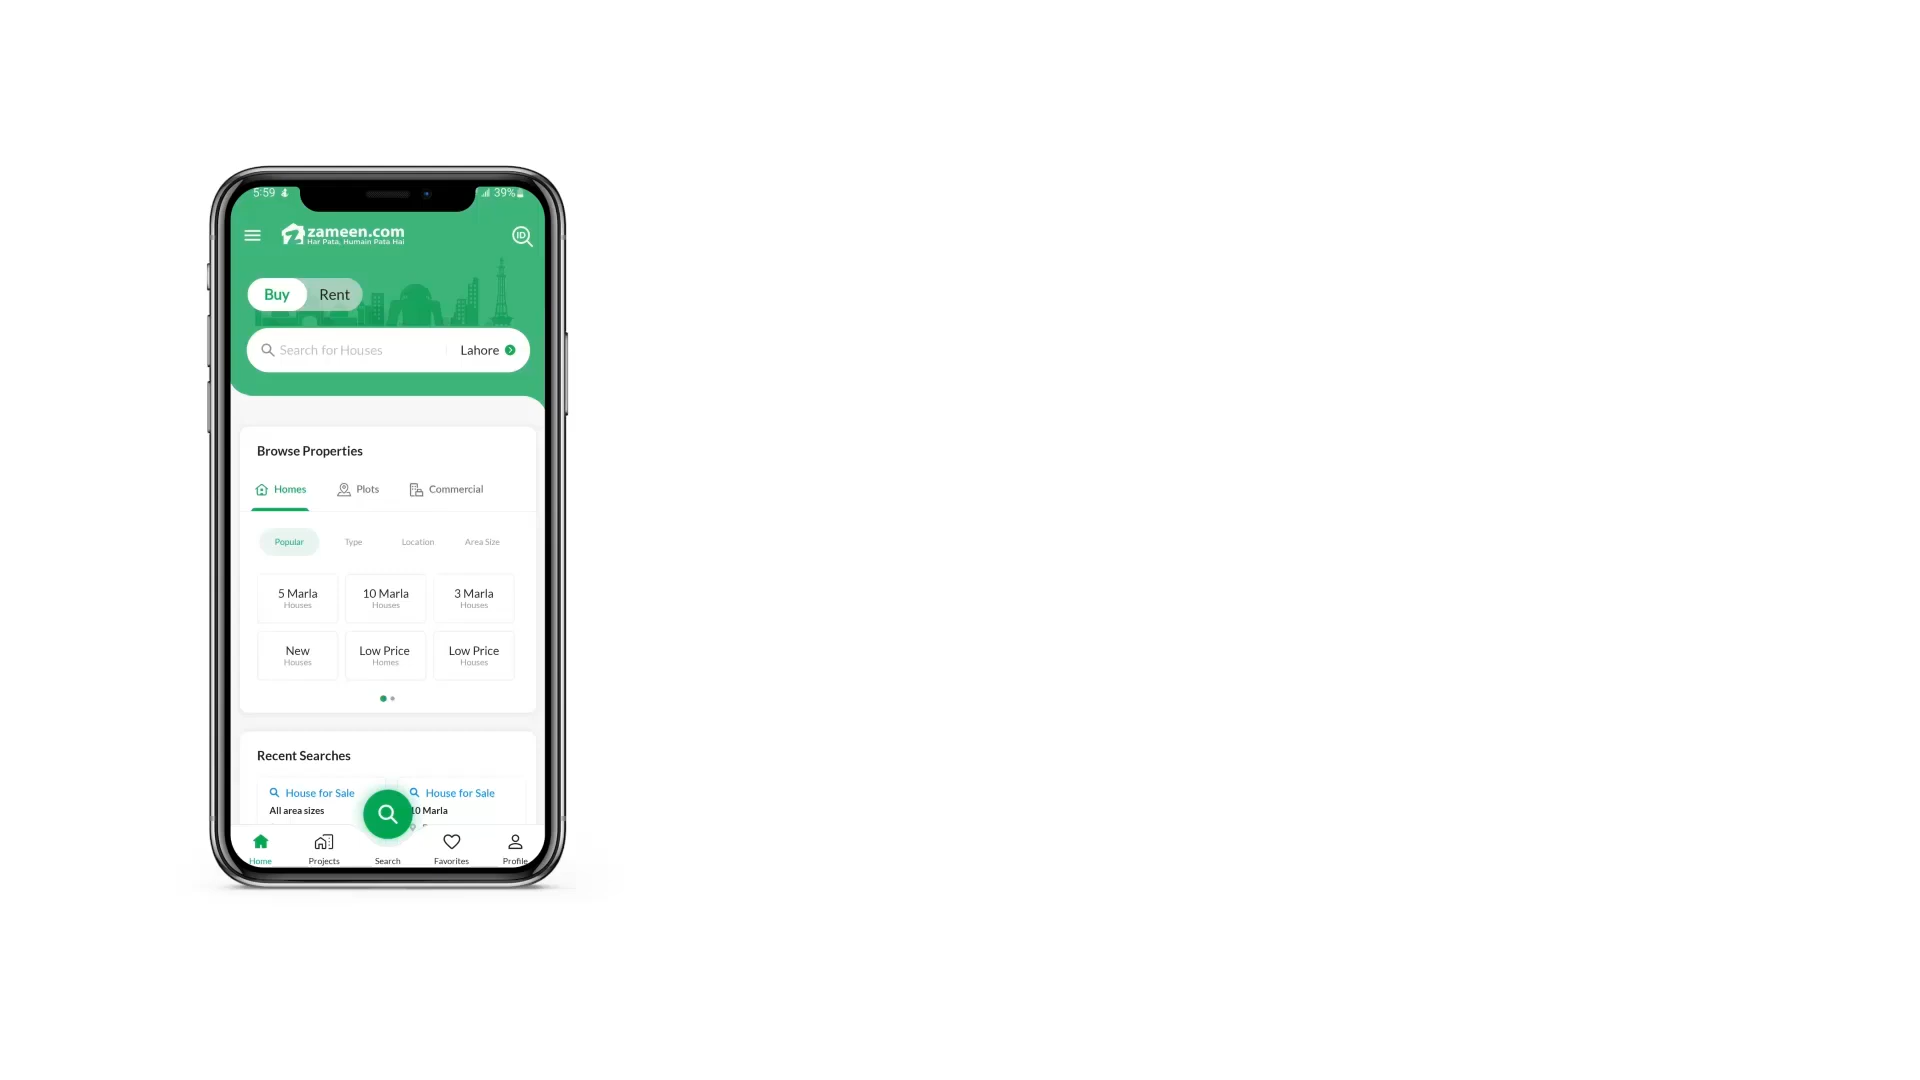 5:59
39%
zameen.com
Har Pata, Humain Pata Hai
ID
Buy Rent
Search for Houses Lahore
Browse Properties
Homes Plots Commercial
Popular Type Location Area Size
5 Marla 10 Marla 3 Marla
Houses Houses Houses
New Low Price Low Price
Houses Homes Houses
Recent Searches
House for Sale House for Sale
All area sizes 10 Marla
Home Projects Search Favorites Profile